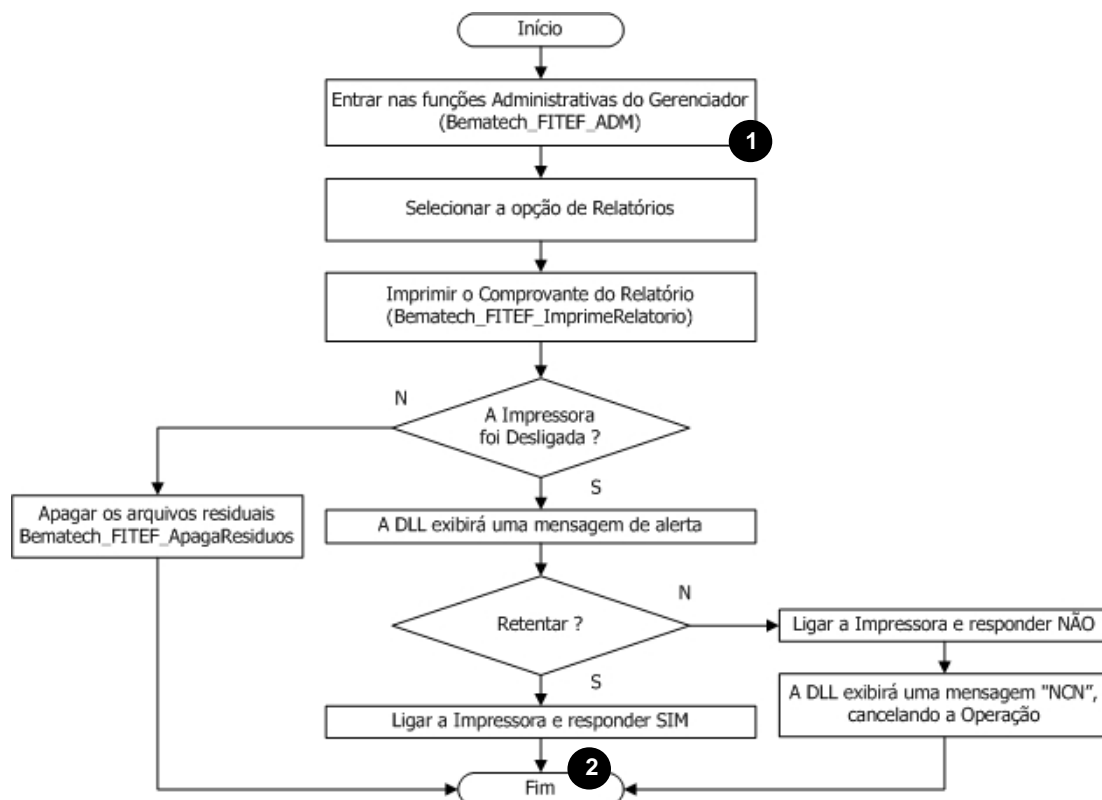 Início
Entrar nas funções Administrativas do Gerenciador
(Bematech_FITEF_ADM)
1
Selecionar a opção de Relatórios
Imprimir o Comprovante do Relatório
(Bematech_FITEF_ImprimeRelatorio)
N
A Impressora
foi Desligada ?
S
Apagar os arquivos residuais
Bematech_FITEF_ApagaResiduos
A DLL exibirá uma mensagem de alerta
N
Retentar ?
Ligar a Impressora e responder NÃO
S
A DLL exibirá uma mensagem "NCN”,
cancelando a Operação
Ligar a Impressora e responder SIM
2
Fim